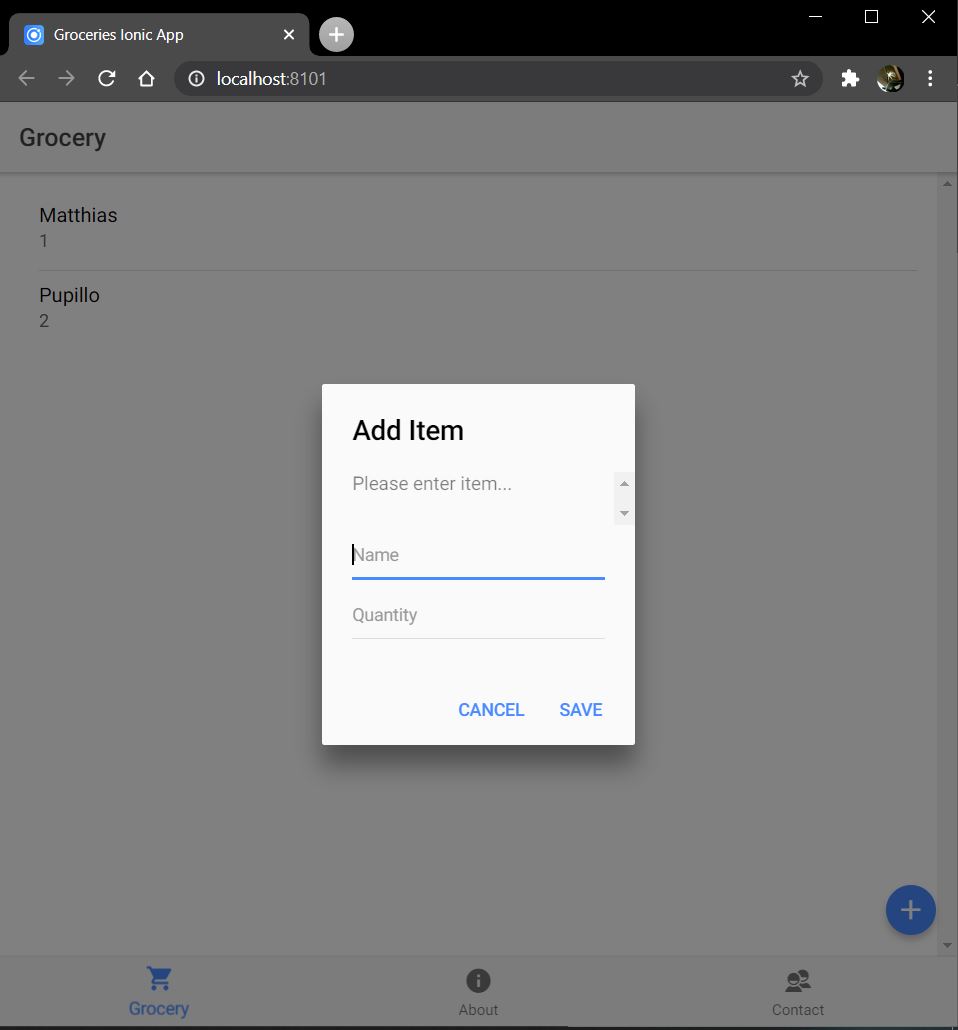 Groceries Ionic App
localhost:8101
Grocery
Matthias
1
Pupillo
2
Add Item
Please enter item...
Name
Quantity
CANCEL SAVE
Grocery About Contact